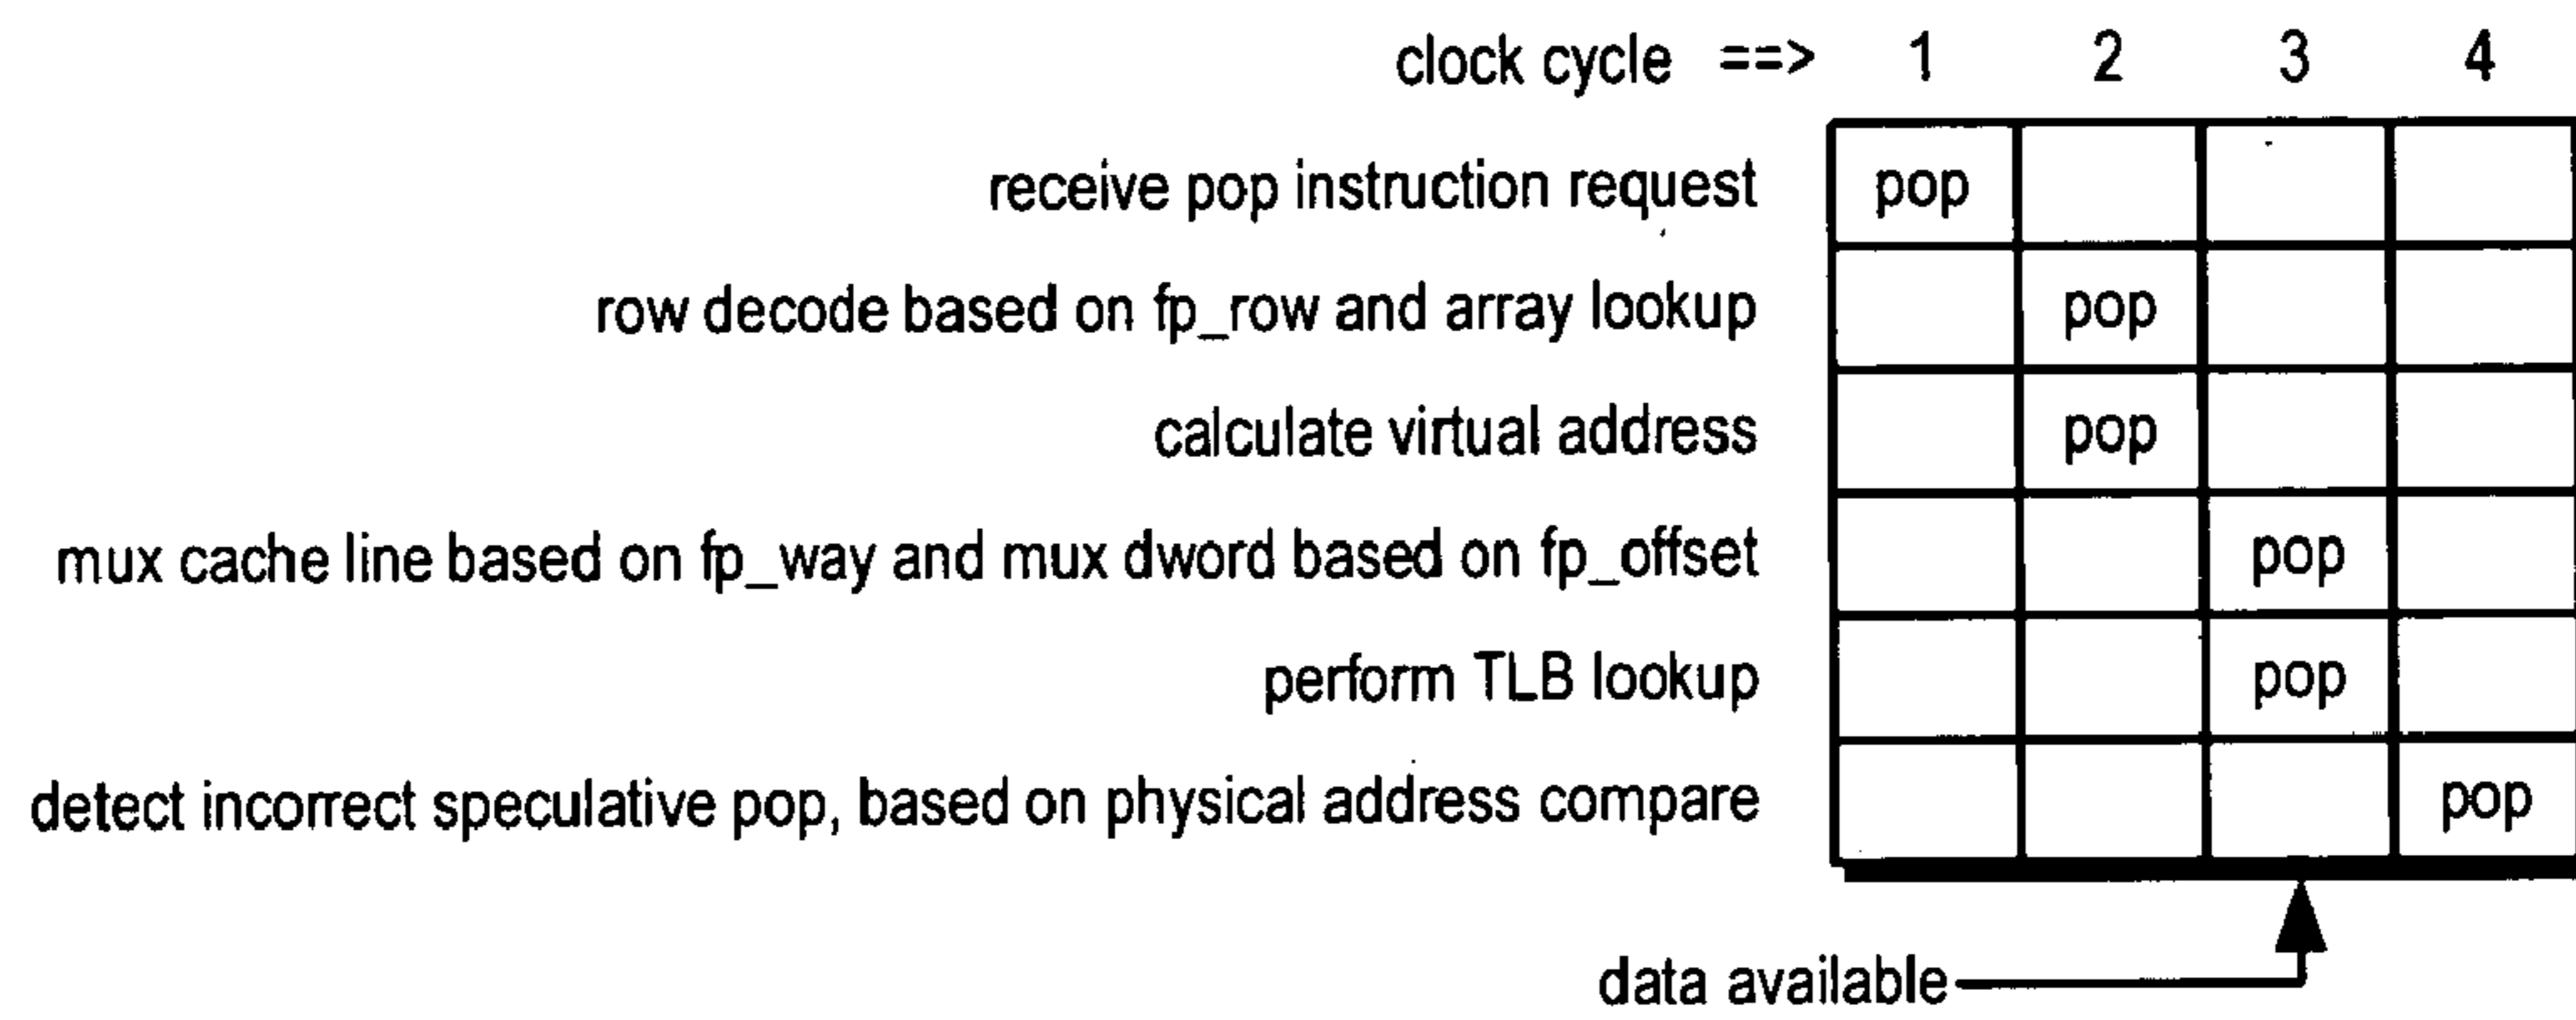 clock cycle ==> 1 2 3 4
receive pop instruction request pop
row decode based on fp_row and array lookup pop
calculate virtual address pop
mux cache line based on fp_way and mux dword based on fp_offset pop
perform TLB lookup pop
detect incorrect speculative pop, based on physical address compare pop
data available